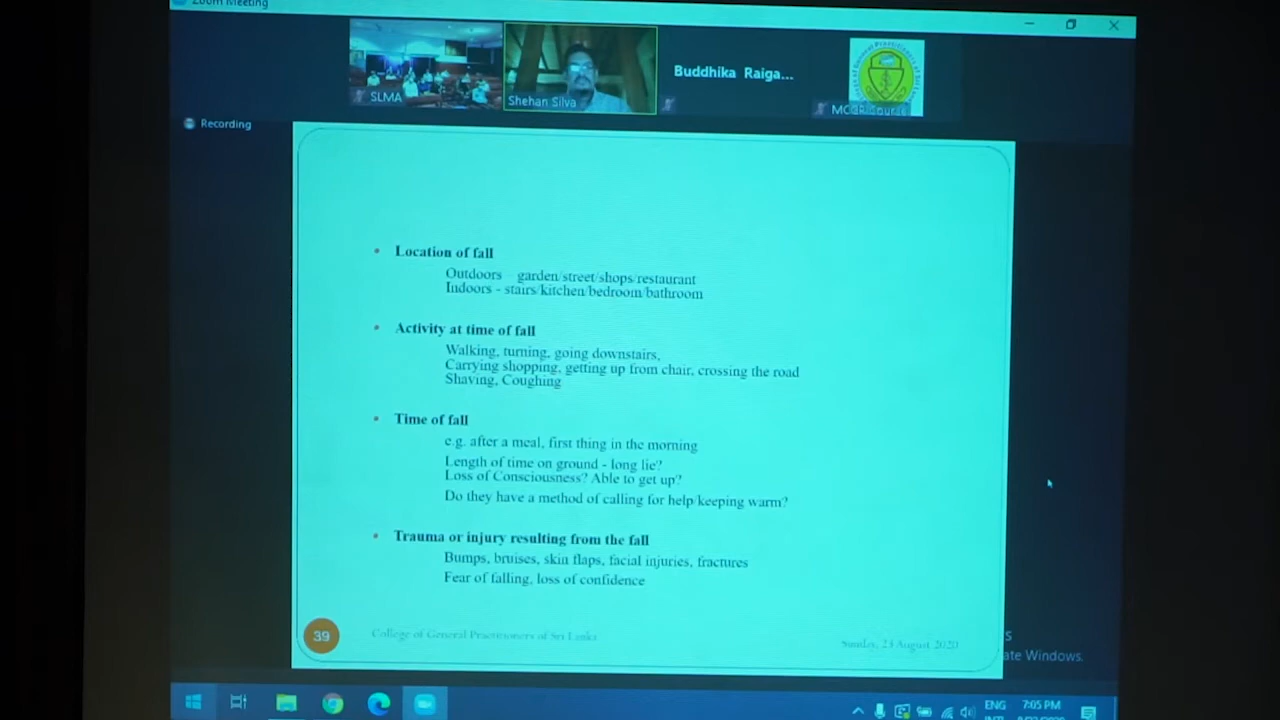 Zoom Meeting
SLMA
Shehan Silva
Buddhika Raiga...
Recording
• Location of fall
Outdoors – garden/street/shops/restaurant
Indoors - stairs/kitchen/bedroom/bathroom
• Activity at time of fall
Walking, turning, going downstairs,
Carrying shopping, getting up from chair, crossing the road
Shaving, Coughing
• Time of fall
e.g. after a meal, first thing in the morning
Length of time on ground - long lie?
Loss of Consciousness? Able to get up?
Do they have a method of calling for help/keeping warm?
• Trauma or injury resulting from the fall
Bumps, bruises, skin flaps, facial injuries, fractures
Fear of falling, loss of confidence
39
College of General Practitioners of Sri Lanka
Sunday, 23 August 2020
ate Windows.
ENG
7:05 PM